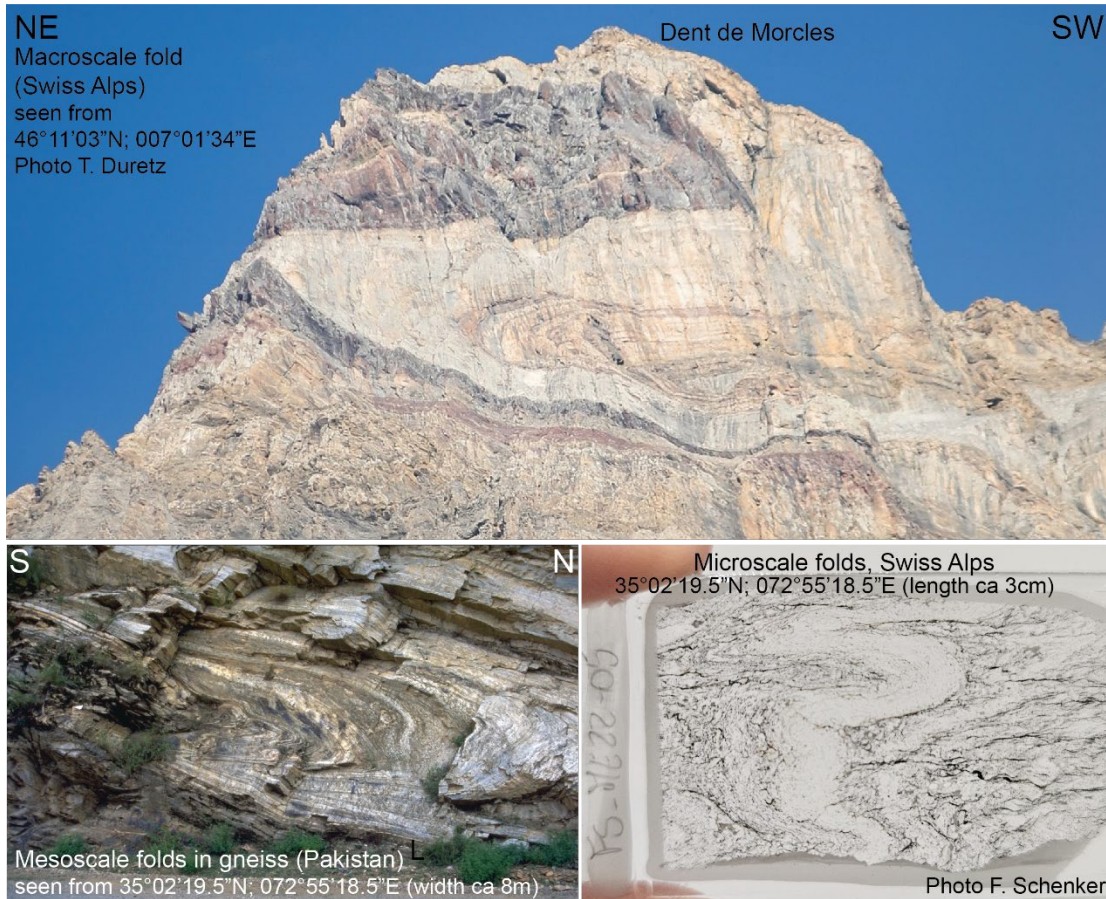 NE
Macroscale fold
(Swiss Alps)
seen from
46°11'03"N; 007°01'34"E
Photo T. Duretz
Dent de Morcles
SW
S
N
L
Mesoscale folds in gneiss (Pakistan)
seen from 35°02'19.5"N; 072°55'18.5"E (width ca 8m)
Microscale folds, Swiss Alps
35°02'19.5"N; 072°55'18.5"E (length ca 3cm)
Photo F. Schenker